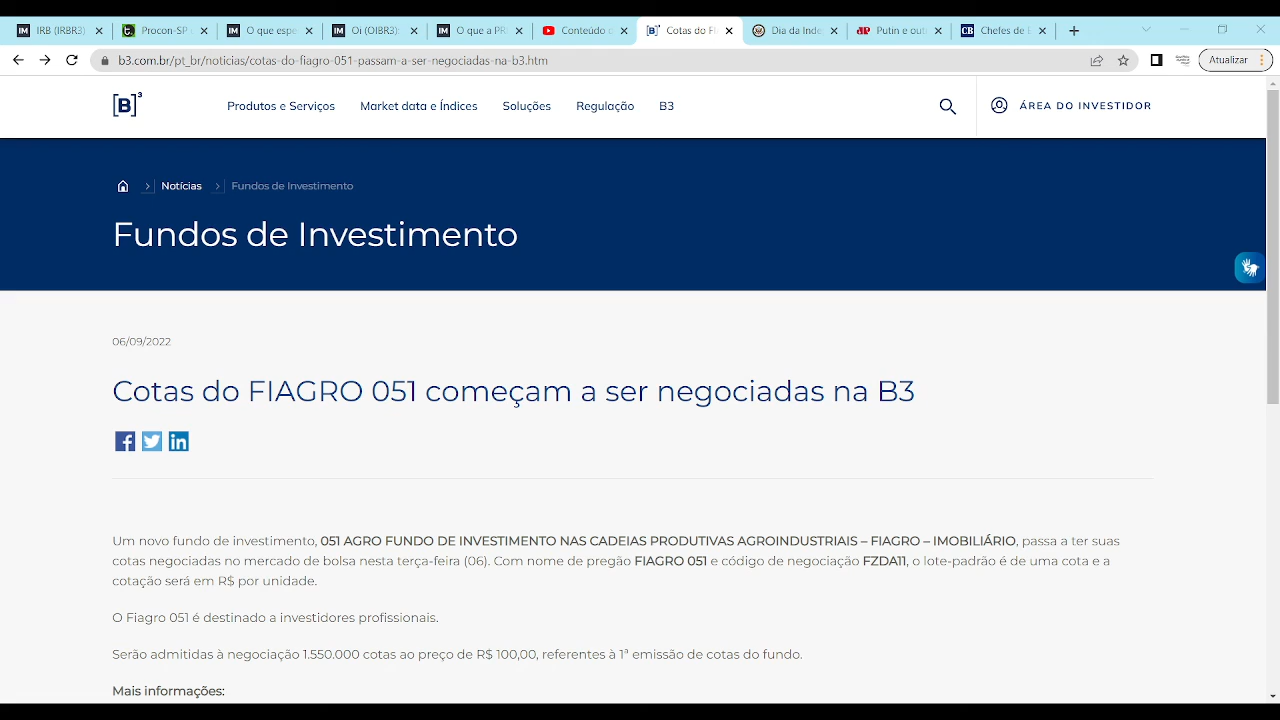 IRB (IRBR3)
Procon-SP
O que espe
Oi (OIBR3):
O que a PR
Conteúdo
Cotas do FI
Dia da Inde
Putin e out
Chefes de
b3.com.br/pt_br/noticias/cotas-do-fiagro-051-passam-a-ser-negociadas-na-b3.htm
Atualizar
[B]³
Produtos e Serviços
Market data e Índices
Soluções
Regulação
B3
ÁREA DO INVESTIDOR
Notícias
Fundos de Investimento
Fundos de Investimento
06/09/2022
Cotas do FIAGRO 051 começam a ser negociadas na B3
Um novo fundo de investimento, 051 AGRO FUNDO DE INVESTIMENTO NAS CADEIAS PRODUTIVAS AGROINDUSTRIAIS – FIAGRO – IMOBILIÁRIO, passa a ter suas
cotas negociadas no mercado de bolsa nesta terça-feira (06). Com nome de pregão FIAGRO 051 e código de negociação FZDA11, o lote-padrão é de uma cota e a
cotação será em R$ por unidade.
O Fiagro 051 é destinado a investidores profissionais.
Serão admitidas à negociação 1.550.000 cotas ao preço de R$ 100,00, referentes à 1ª emissão de cotas do fundo.
Mais informações: